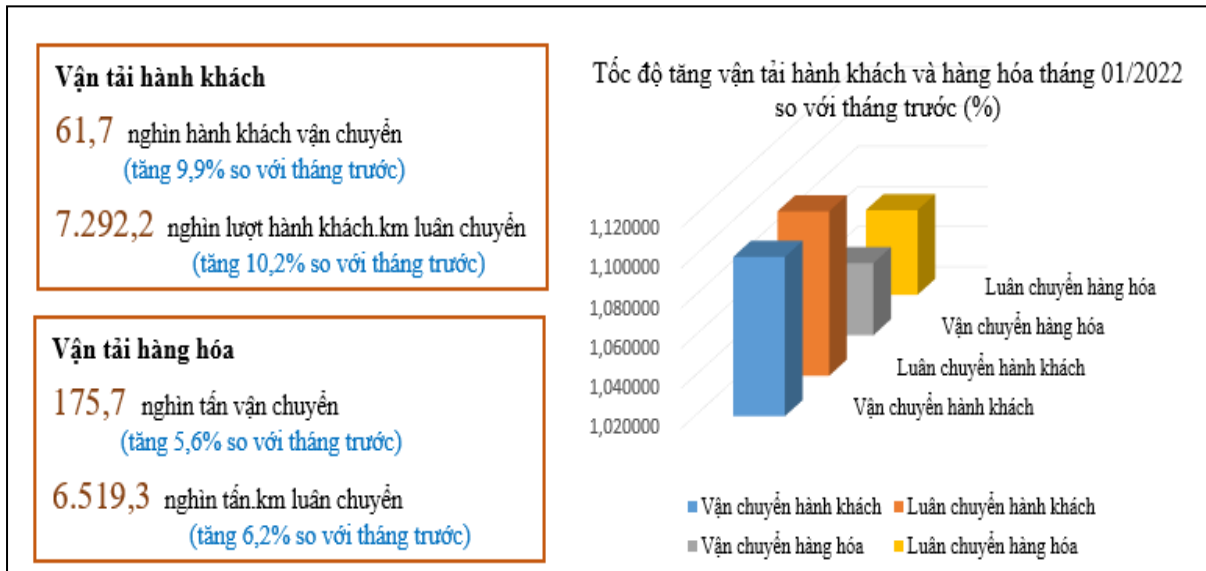 Vận tải hành khách
61,7 nghìn hành khách vận chuyển
(tăng 9,9% so với tháng trước)
7.292,2 nghìn lượt hành khách.km luân chuyển
(tăng 10,2% so với tháng trước)
Vận tải hàng hóa
175,7 nghìn tấn vận chuyển
(tăng 5,6% so với tháng trước)
6.519,3 nghìn tấn.km luân chuyển
(tăng 6,2% so với tháng trước)
Tốc độ tăng vận tải hành khách và hàng hóa tháng 01/2022
so với tháng trước (%)
1,120000
1,100000
1,080000
1,060000
1,040000
1,020000
Luân chuyển hàng hóa
Vận chuyển hàng hóa
Luân chuyển hành khách
Vận chuyển hành khách
Vận chuyển hành khách Luân chuyển hành khách
Vận chuyển hàng hóa Luân chuyển hàng hóa